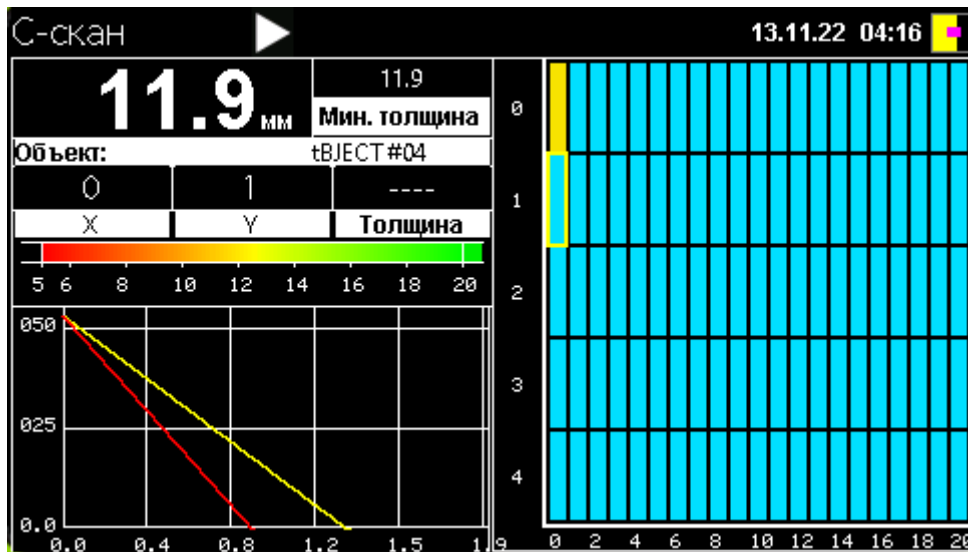 С-скан 13.11.22 04:16
11.9 мм
11.9
Мин. толщина
Объект: tBJECT#04
0 1 ----
X Y Толщина
5 6 8 10 12 14 16 18 20
050
025
0.0
0.0 0.4 0.8 1.2 1.5 1.9
0
1
2
3
4
0 2 4 6 8 10 12 14 16 18 20